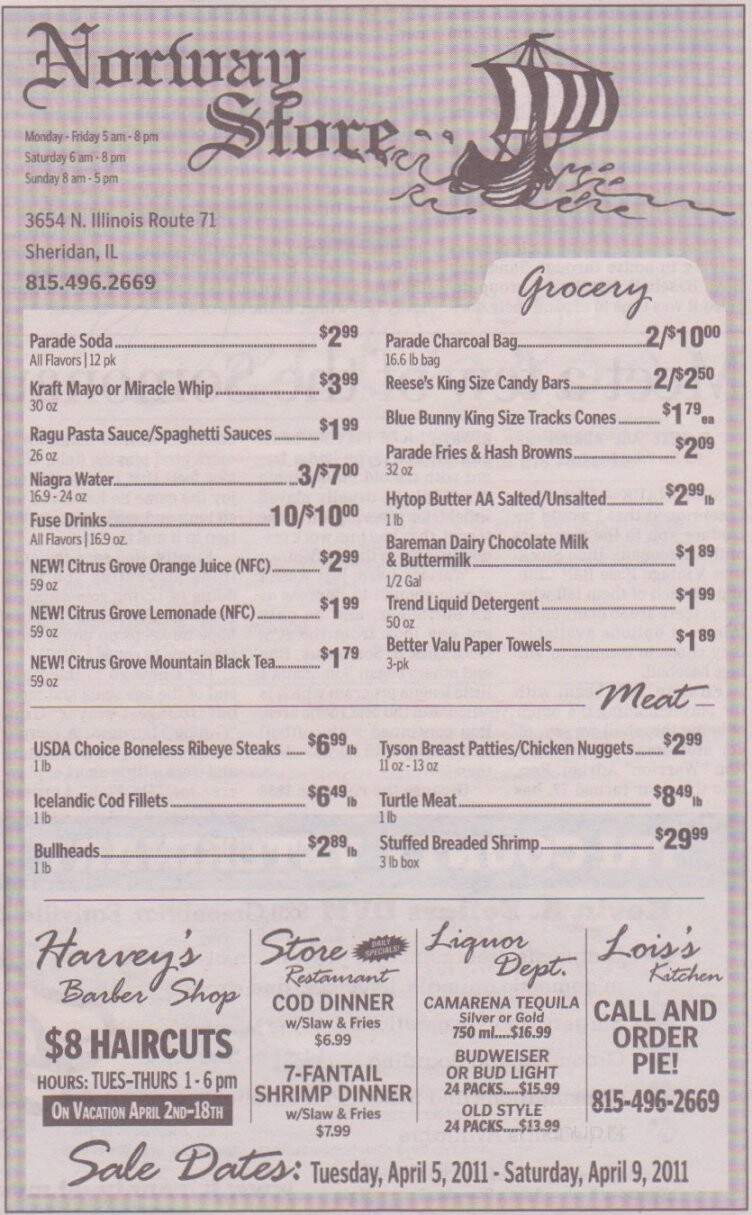 Norway
Store
Monday - Friday 5 am - 8 pm
Saturday 6 am - 8 pm
Sunday 8 am - 5 pm
3654 N. Illinois Route 71
Sheridan, IL
815.496.2669
Grocery
Parade Soda $2.99
All Flavors | 12 pk
Kraft Mayo or Miracle Whip $3.99
30 oz
Ragu Pasta Sauce/Spaghetti Sauces $1.99
26 oz
Niagra Water 3/$7.00
16.9 - 24 oz
Fuse Drinks 10/$10.00
All Flavors | 16.9 oz.
NEW! Citrus Grove Orange Juice (NFC) $2.99
59 oz
NEW! Citrus Grove Lemonade (NFC) $1.99
59 oz
NEW! Citrus Grove Mountain Black Tea $1.79
59 oz
Parade Charcoal Bag 2/$10.00
16.6 lb bag
Reese's King Size Candy Bars 2/$2.50
Blue Bunny King Size Tracks Cones $1.79 ea
Parade Fries & Hash Browns $2.09
32 oz
Hytop Butter AA Salted/Unsalted $2.99 lb
1 lb
Bareman Dairy Chocolate Milk
& Buttermilk $1.89
1/2 Gal
Trend Liquid Detergent $1.99
50 oz
Better Valu Paper Towels $1.89
3-pk
Meat
USDA Choice Boneless Ribeye Steaks $6.99 lb
1 lb
Icelandic Cod Fillets $6.49 lb
1 lb
Bullheads $2.89 lb
1 lb
Tyson Breast Patties/Chicken Nuggets $2.99
11 oz - 13 oz
Turtle Meat $8.49 lb
1 lb
Stuffed Breaded Shrimp $29.99
3 lb box
Harvey's
Barber Shop
$8 HAIRCUTS
HOURS: TUES-THURS 1 - 6 pm
ON VACATION APRIL 2ND-18TH
Store
DAILY
SPECIALS!
Restaurant
COD DINNER
w/Slaw & Fries
$6.99
7-FANTAIL
SHRIMP DINNER
w/Slaw & Fries
$7.99
Liquor
Dept.
CAMARENA TEQUILA
Silver or Gold
750 ml....$16.99
BUDWEISER
OR BUD LIGHT
24 PACKS....$15.99
OLD STYLE
24 PACKS....$13.99
Lois's
Kitchen
CALL AND
ORDER
PIE!
815-496-2669
Sale Dates: Tuesday, April 5, 2011 - Saturday, April 9, 2011